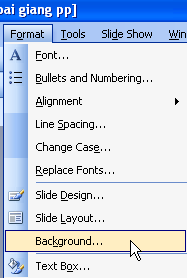 bai giang pp]
Format Tools Slide Show Win
Font...
Bullets and Numbering...
Alignment
Line Spacing...
Change Case...
Replace Fonts...
Slide Design...
Slide Layout...
Background...
Text Box...